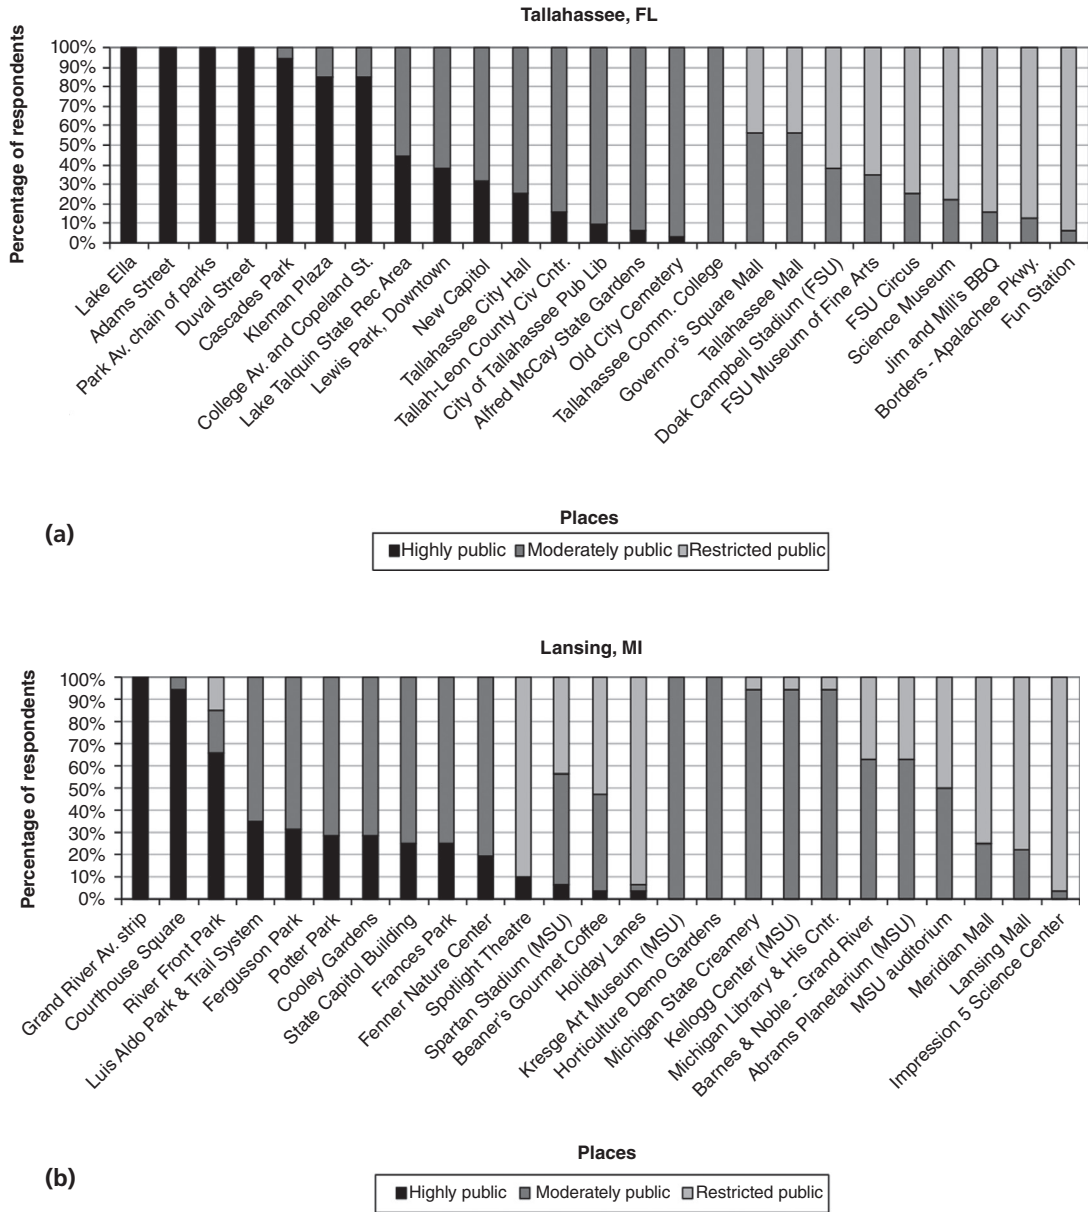 Tallahassee, FL
Percentage of respondents
100%
90%
80%
70%
60%
50%
40%
30%
20%
10%
0%
Lake Ella
Adams Street
Park Av. chain of parks
Duval Street
Cascades Park
Kleman Plaza
College Av. and Copeland St.
Lake Talquin State Rec Area
Lewis Park, Downtown
New Capitol
Tallahassee City Hall
Tallah-Leon County Civ Cntr.
City of Tallahassee Pub Lib
Alfred McCay State Gardens
Old City Cemetery
Tallahassee Comm. College
Governor's Square Mall
Tallahassee Mall
Doak Campbell Stadium (FSU)
FSU Museum of Fine Arts
FSU Circus
Science Museum
Jim and Mill's BBQ
Borders - Apalachee Pkwy.
Fun Station
Places
(a)
Highly public Moderately public Restricted public
Lansing, MI
Percentage of respondents
100%
90%
80%
70%
60%
50%
40%
30%
20%
10%
0%
Grand River Av. strip
Courthouse Square
River Front Park
Luis Aldo Park & Trail System
Fergusson Park
Potter Park
Cooley Gardens
State Capitol Building
Frances Park
Fenner Nature Center
Spotlight Theatre
Spartan Stadium (MSU)
Beaner's Gourmet Coffee
Holiday Lanes
Kresge Art Museum (MSU)
Horticulture Demo Gardens
Michigan State Creamery
Kellogg Center (MSU)
Michigan Library & His Cntr.
Barnes & Noble - Grand River
Abrams Planetarium (MSU)
MSU auditorium
Meridian Mall
Lansing Mall
Impression 5 Science Center
Places
(b)
Highly public Moderately public Restricted public